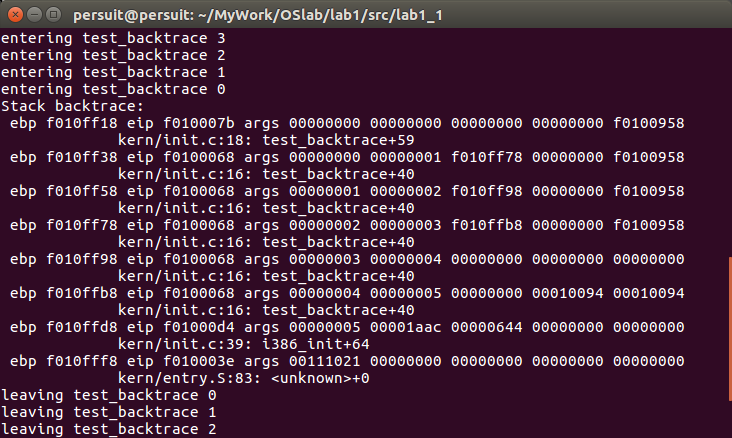 persuit@persuit: ~/MyWork/OSlab/lab1/src/lab1_1
entering test_backtrace 3
entering test_backtrace 2
entering test_backtrace 1
entering test_backtrace 0
Stack backtrace:
 ebp f010ff18 eip f010007b args 00000000 00000000 00000000 00000000 f0100958
             kern/init.c:18: test_backtrace+59
 ebp f010ff38 eip f0100068 args 00000000 00000001 f010ff78 00000000 f0100958
             kern/init.c:16: test_backtrace+40
 ebp f010ff58 eip f0100068 args 00000001 00000002 f010ff98 00000000 f0100958
             kern/init.c:16: test_backtrace+40
 ebp f010ff78 eip f0100068 args 00000002 00000003 f010ffb8 00000000 f0100958
             kern/init.c:16: test_backtrace+40
 ebp f010ff98 eip f0100068 args 00000003 00000004 00000000 00000000 00000000
             kern/init.c:16: test_backtrace+40
 ebp f010ffb8 eip f0100068 args 00000004 00000005 00000000 00010094 00010094
             kern/init.c:16: test_backtrace+40
 ebp f010ffd8 eip f01000d4 args 00000005 00001aac 00000644 00000000 00000000
             kern/init.c:39: i386_init+64
 ebp f010fff8 eip f010003e args 00111021 00000000 00000000 00000000 00000000
             kern/entry.S:83: <unknown>+0
leaving test_backtrace 0
leaving test_backtrace 1
leaving test_backtrace 2